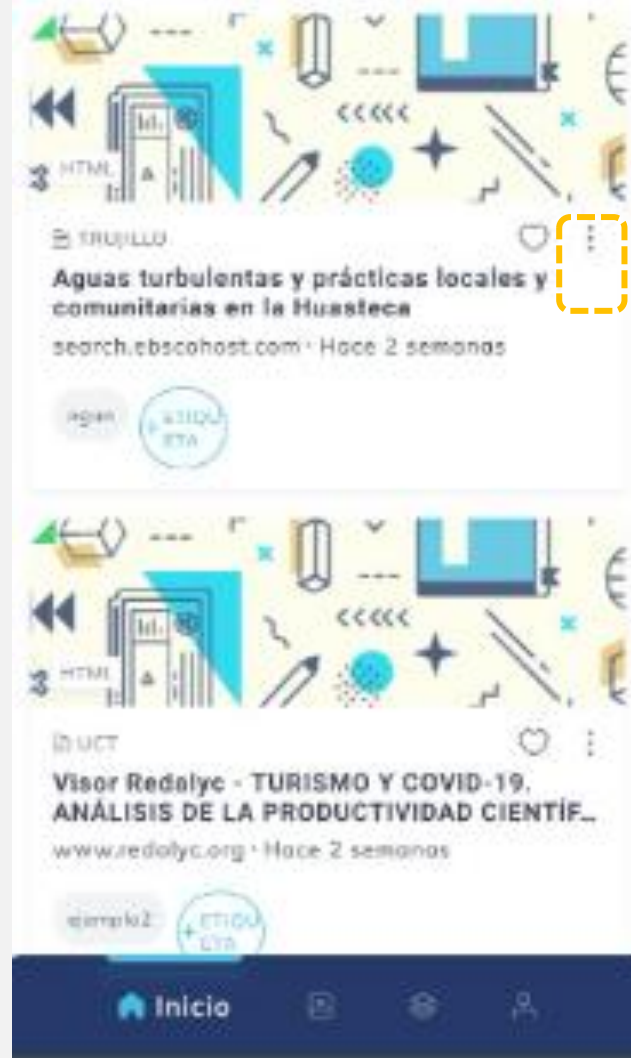 HTML
TRUJILLO
Aguas turbulentas y prácticas locales y
comunitarias en la Huasteca
search.ebscohost.com · Hace 2 semanas
agua
+ ETIQU
ETA
HTML
UCT
Visor Redalyc - TURISMO Y COVID-19.
ANÁLISIS DE LA PRODUCTIVIDAD CIENTÍF...
www.redalyc.org · Hace 2 semanas
ejemplo2
+ ETIQU
ETA
Inicio